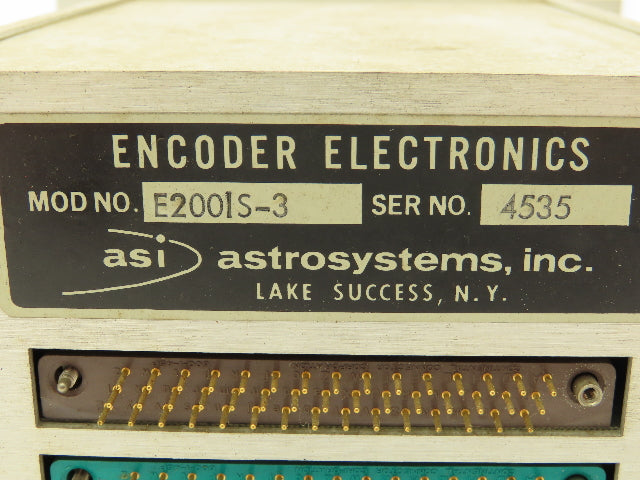 ENCODER ELECTRONICS
MOD NO. E2001S-3 SER NO. 4535
asi astrosystems, inc.
LAKE SUCCESS, N.Y.